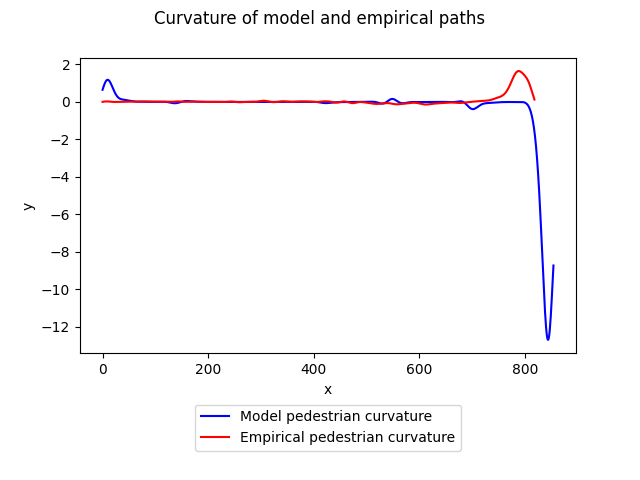 Curvature of model and empirical paths
2
0
−2
−4
−6
−8
−10
−12
y
0 200 400 600 800
x
Model pedestrian curvature
Empirical pedestrian curvature